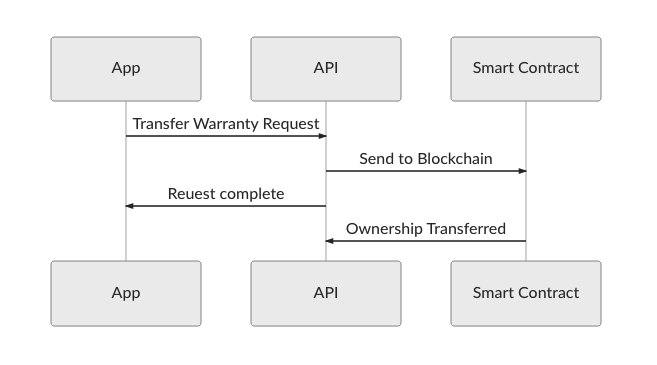 App
API
Smart Contract
Transfer Warranty Request
Send to Blockchain
Reuest complete
Ownership Transferred
App
API
Smart Contract